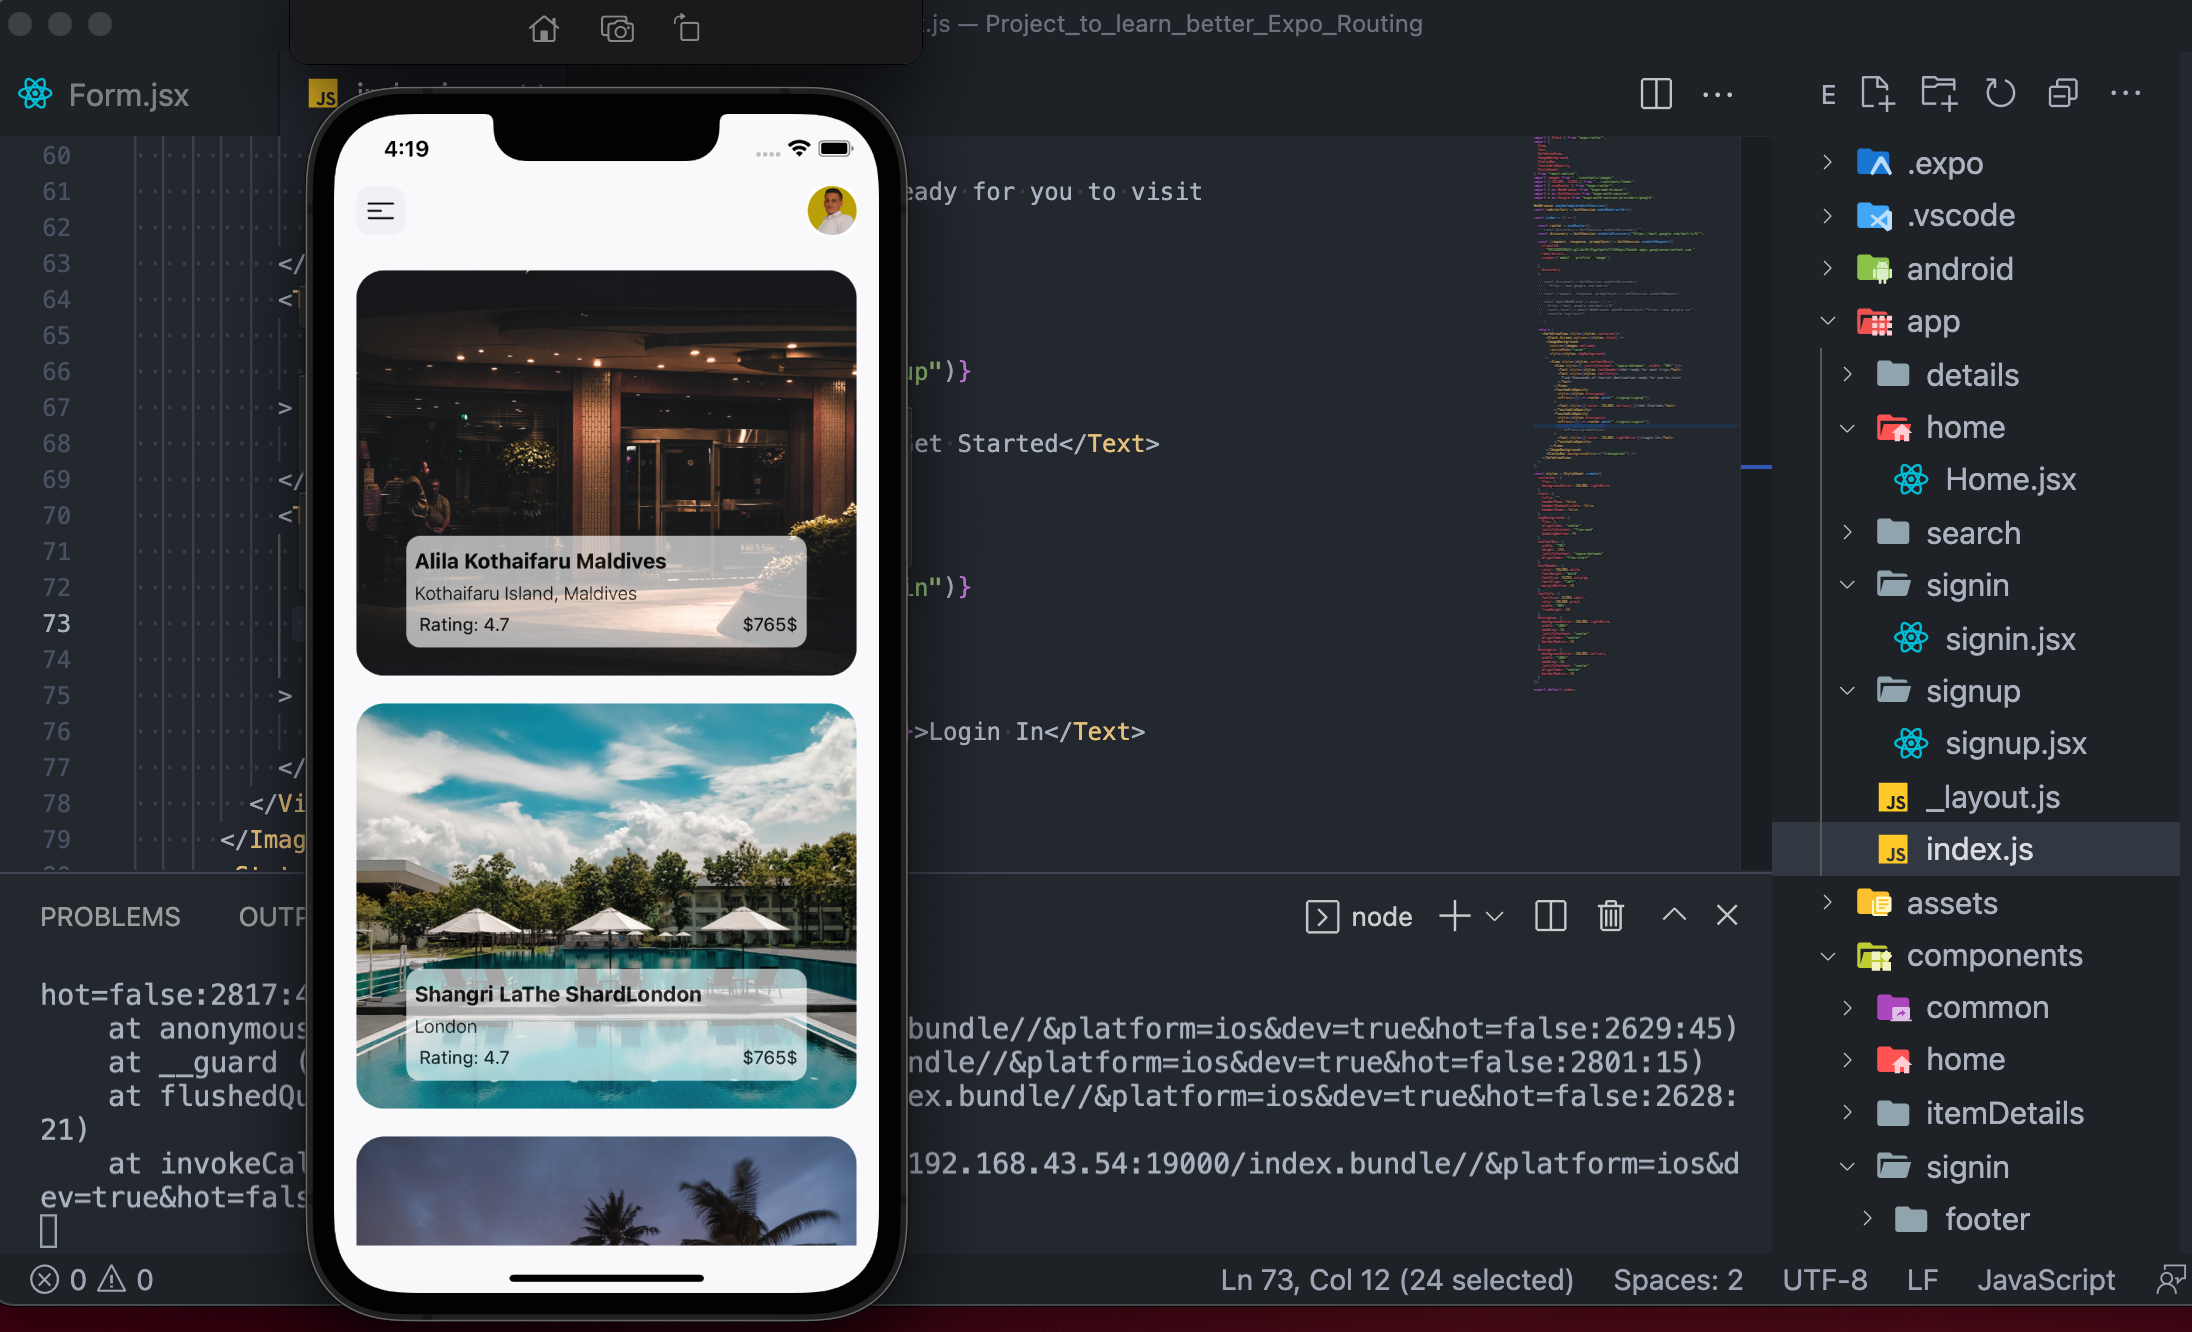 .js — Project_to_learn_better_Expo_Routing
Form.jsx
JS
E
4:19
60
61
62
63
64
65
66
67
68
69
70
71
72
73
74
75
76
77
78
79
</
<T
>
</
<T
>
</
</Vi
</Imag
eady for you to visit
up")}
et Started</Text>
in")}
>Login In</Text>
Alila Kothaifaru Maldives
Kothaifaru Island, Maldives
Rating: 4.7
$765$
Shangri LaThe ShardLondon
London
Rating: 4.7
$765$
.expo
.vscode
android
app
details
home
Home.jsx
search
signin
signin.jsx
signup
signup.jsx
JS _layout.js
JS index.js
assets
components
common
home
itemDetails
signin
footer
PROBLEMS
OUTP
node
hot=false:2817:4
at anonymous
bundle//&platform=ios&dev=true&hot=false:2629:45)
at __guard (
ndle//&platform=ios&dev=true&hot=false:2801:15)
at flushedQu
ex.bundle//&platform=ios&dev=true&hot=false:2628:
21)
at invokeCal
192.168.43.54:19000/index.bundle//&platform=ios&d
ev=true&hot=fals
0 0
Ln 73, Col 12 (24 selected)
Spaces: 2
UTF-8
LF
JavaScript